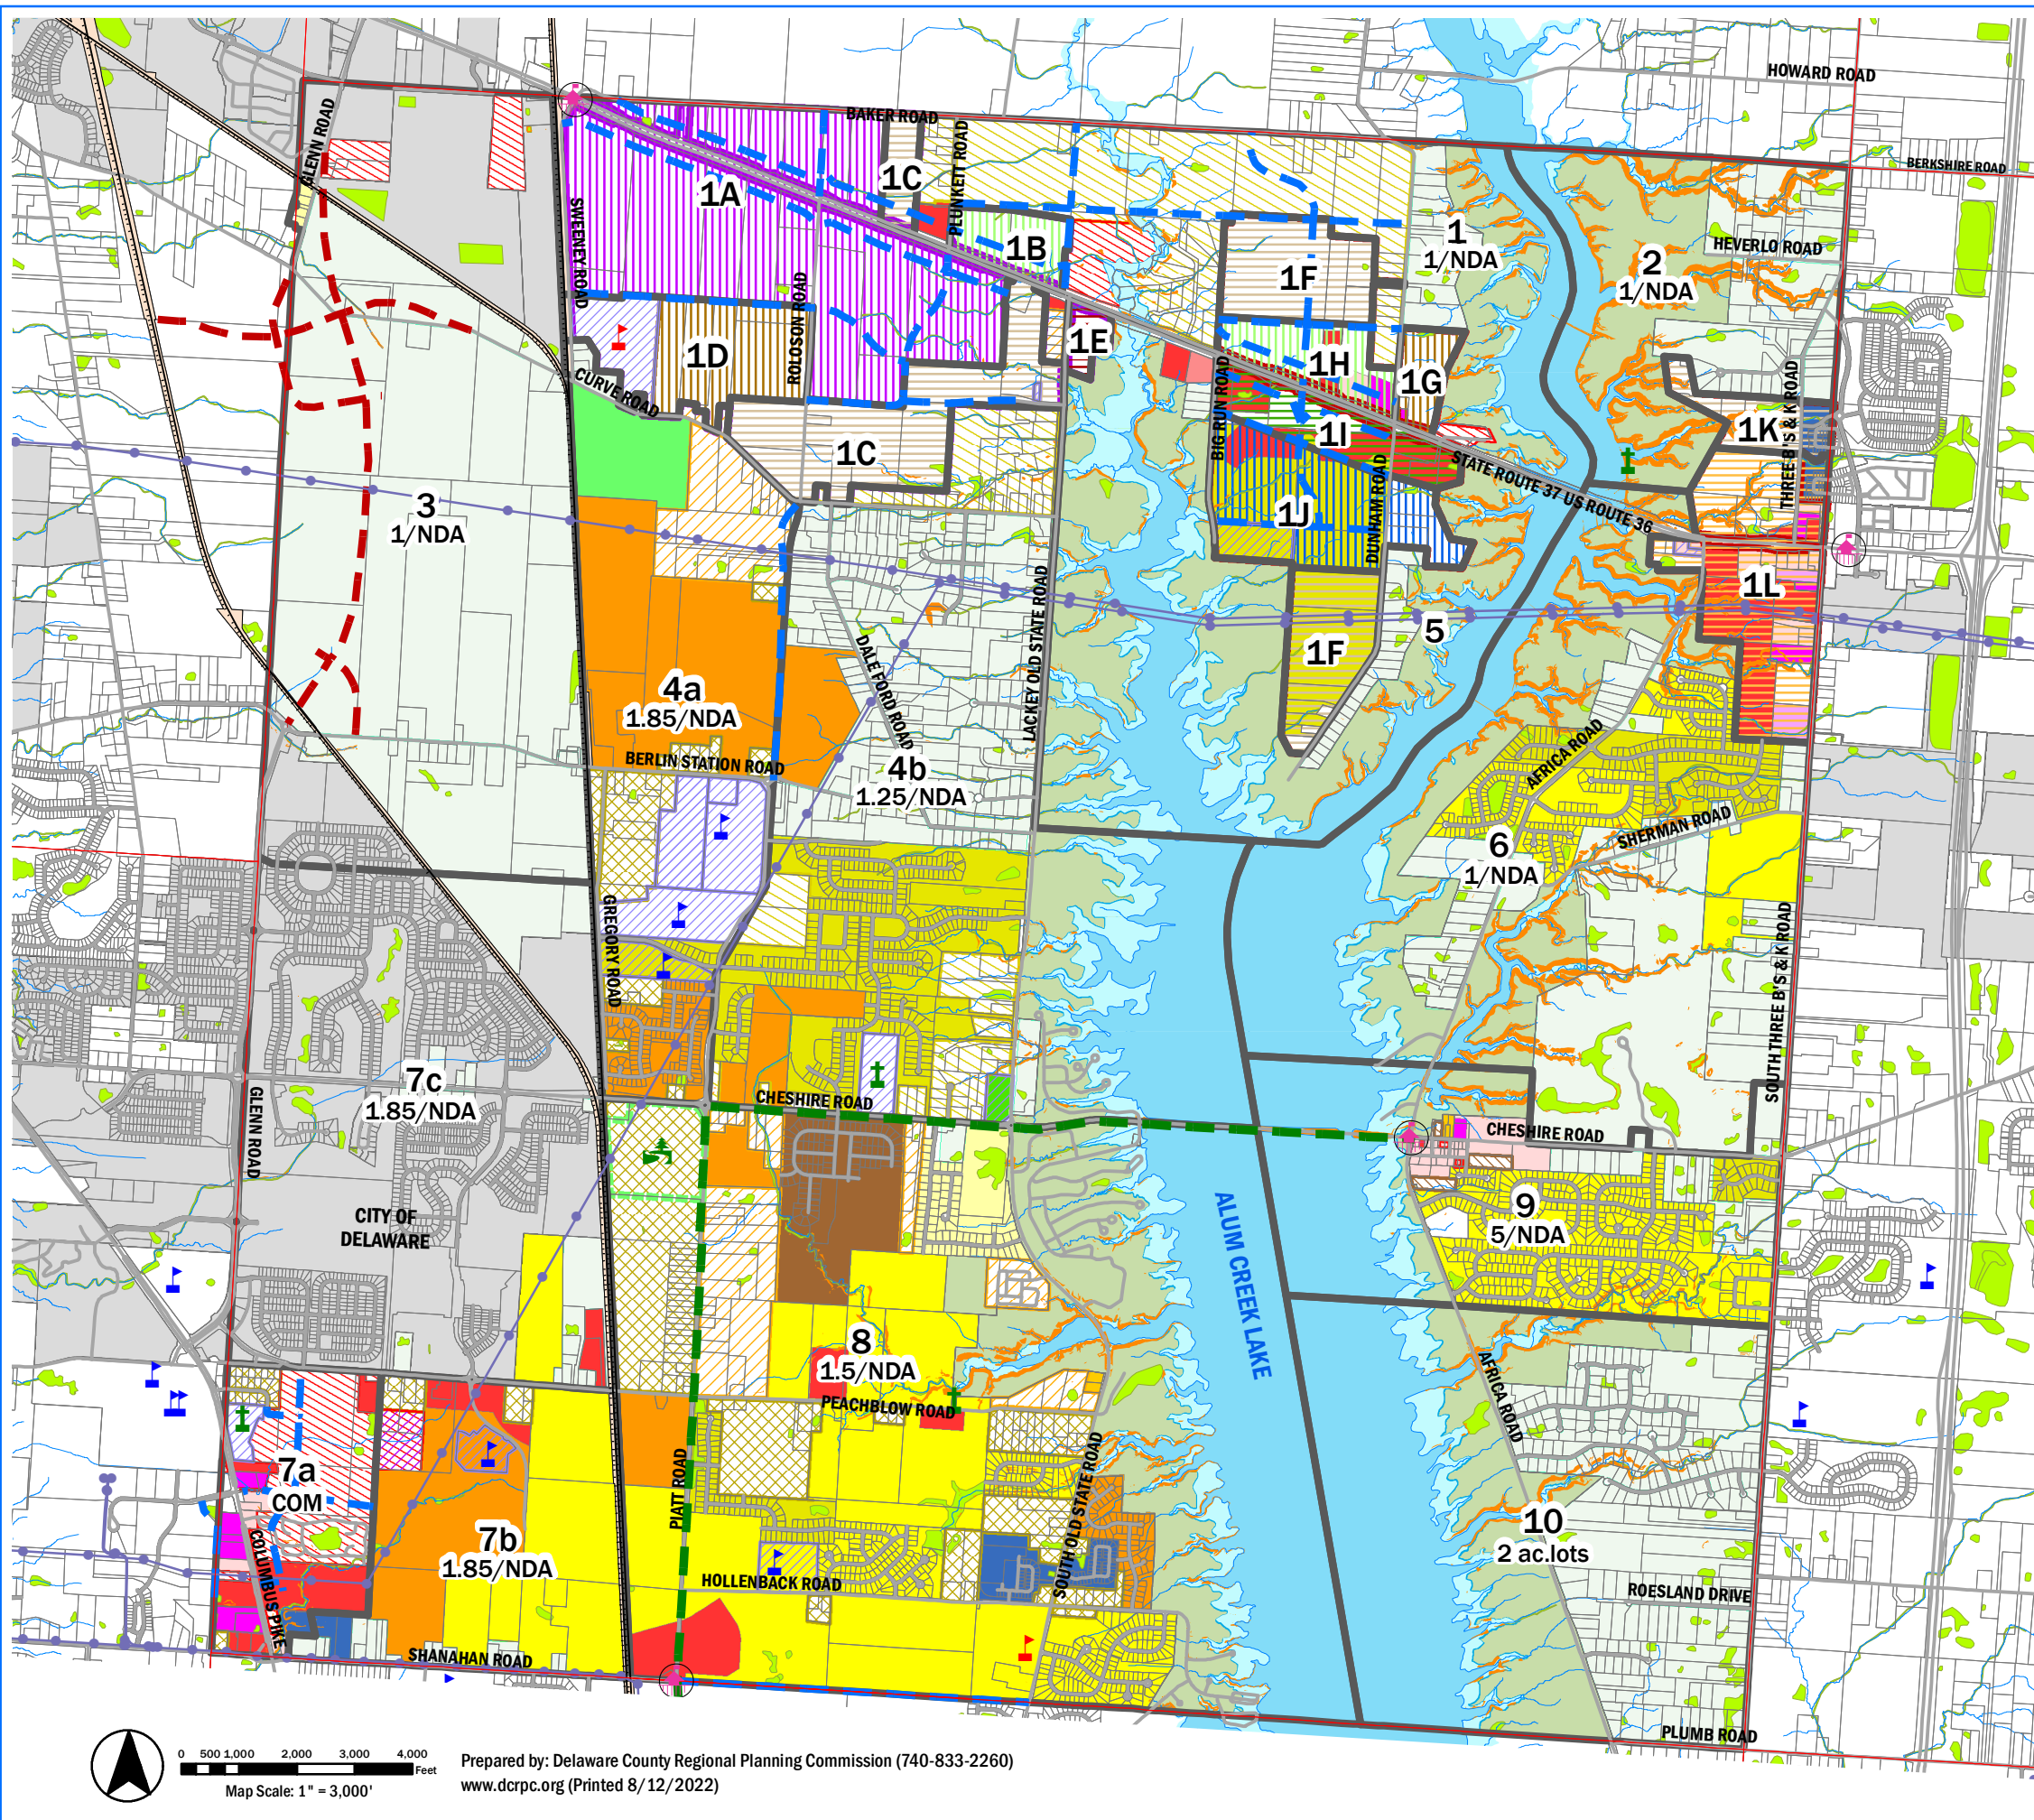 HOWARD ROAD
BAKER ROAD
BERKSHIRE ROAD
GLENN ROAD
PLUNKETT ROAD
1C
1A
SWEENEY ROAD
1B
1
1/NDA
HEVERLO ROAD
2
1/NDA
1F
ROLOSON ROAD
1E
1D
1H
1G
CURVE ROAD
BIG RUN ROAD
THREE B'S & K ROAD
1K
1I
1C
STATE ROUTE 37 US ROUTE 36
DUNHAM ROAD
3
1/NDA
1J
1L
LACKEY OLD STATE ROAD
5
1F
DALE FORD ROAD
4a
1.85/NDA
BERLIN STATION ROAD
4b
1.25/NDA
AFRICA ROAD
SHERMAN ROAD
6
1/NDA
GREGORY ROAD
SOUTH THREE B'S & K ROAD
7c
1.85/NDA
GLENN ROAD
CHESHIRE ROAD
CHESHIRE ROAD
CITY OF
DELAWARE
9
5/NDA
ALUM CREEK LAKE
8
1.5/NDA
PEACHBLOW ROAD
AFRICA ROAD
PIATT ROAD
SOUTH OLD STATE ROAD
7a
COM
COLUMBUS PIKE
7b
1.85/NDA
10
2 ac.lots
HOLLENBACK ROAD
ROESLAND DRIVE
SHANAHAN ROAD
PLUMB ROAD
0 500 1,000 2,000 3,000 4,000
Feet
Map Scale: 1" = 3,000'
Prepared by: Delaware County Regional Planning Commission (740-833-2260)
www.dcrpc.org (Printed 8/12/2022)